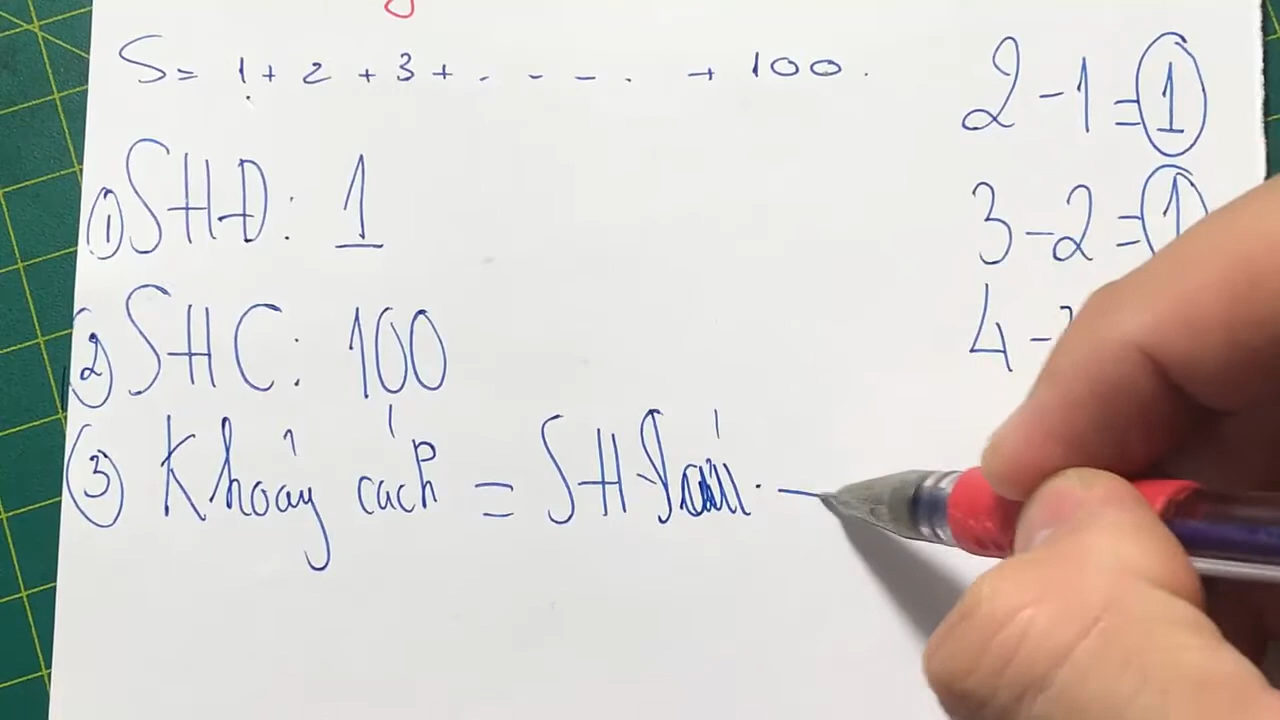 S = 1 + 2 + 3 + . - - - . + 100.
2 - 1 = 1
① SHĐ: 1
3 - 2 = 1
② SHC: 100
4 -
③ Khoảng cách = SH -